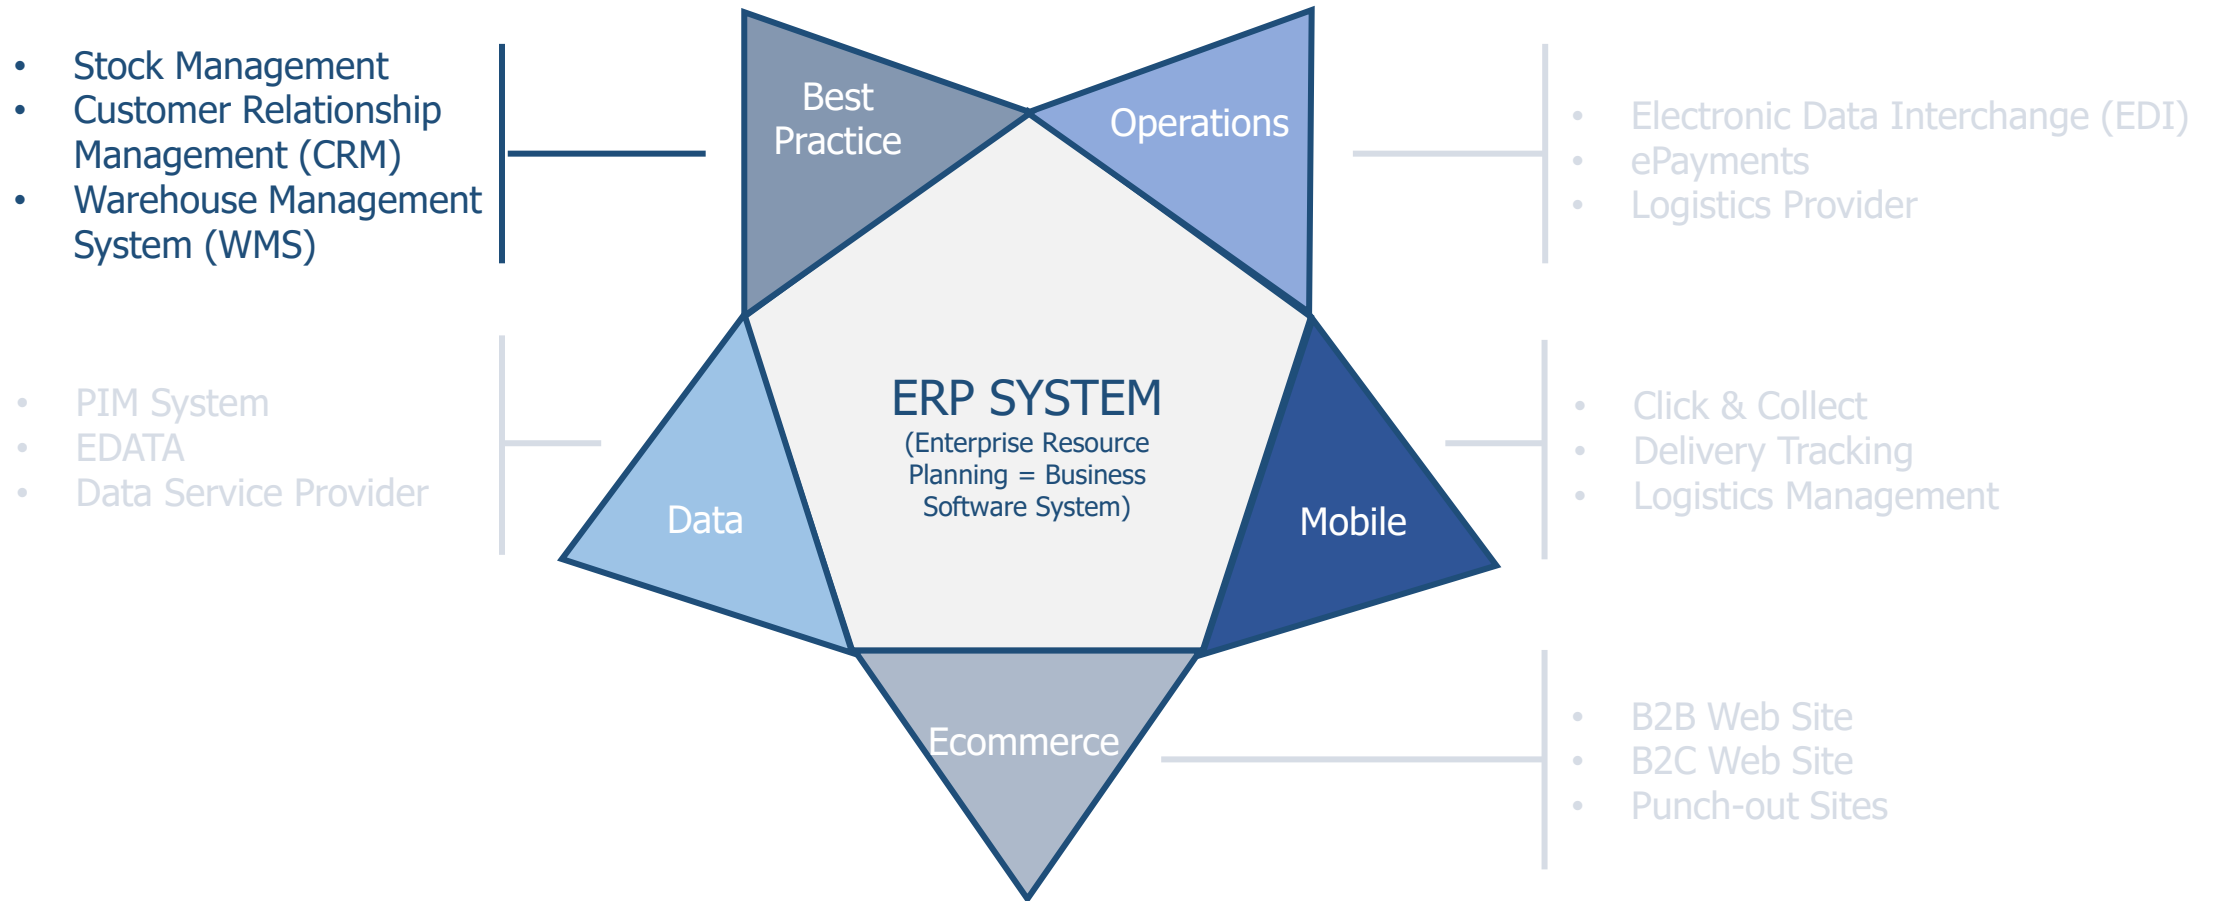 • Stock Management
• Customer Relationship
Management (CRM)
• Warehouse Management
System (WMS)
Best
Practice
Operations
• Electronic Data Interchange (EDI)
• ePayments
• Logistics Provider
• PIM System
• EDATA
• Data Service Provider
Data
ERP SYSTEM
(Enterprise Resource
Planning = Business
Software System)
Mobile
• Click & Collect
• Delivery Tracking
• Logistics Management
Ecommerce
• B2B Web Site
• B2C Web Site
• Punch-out Sites